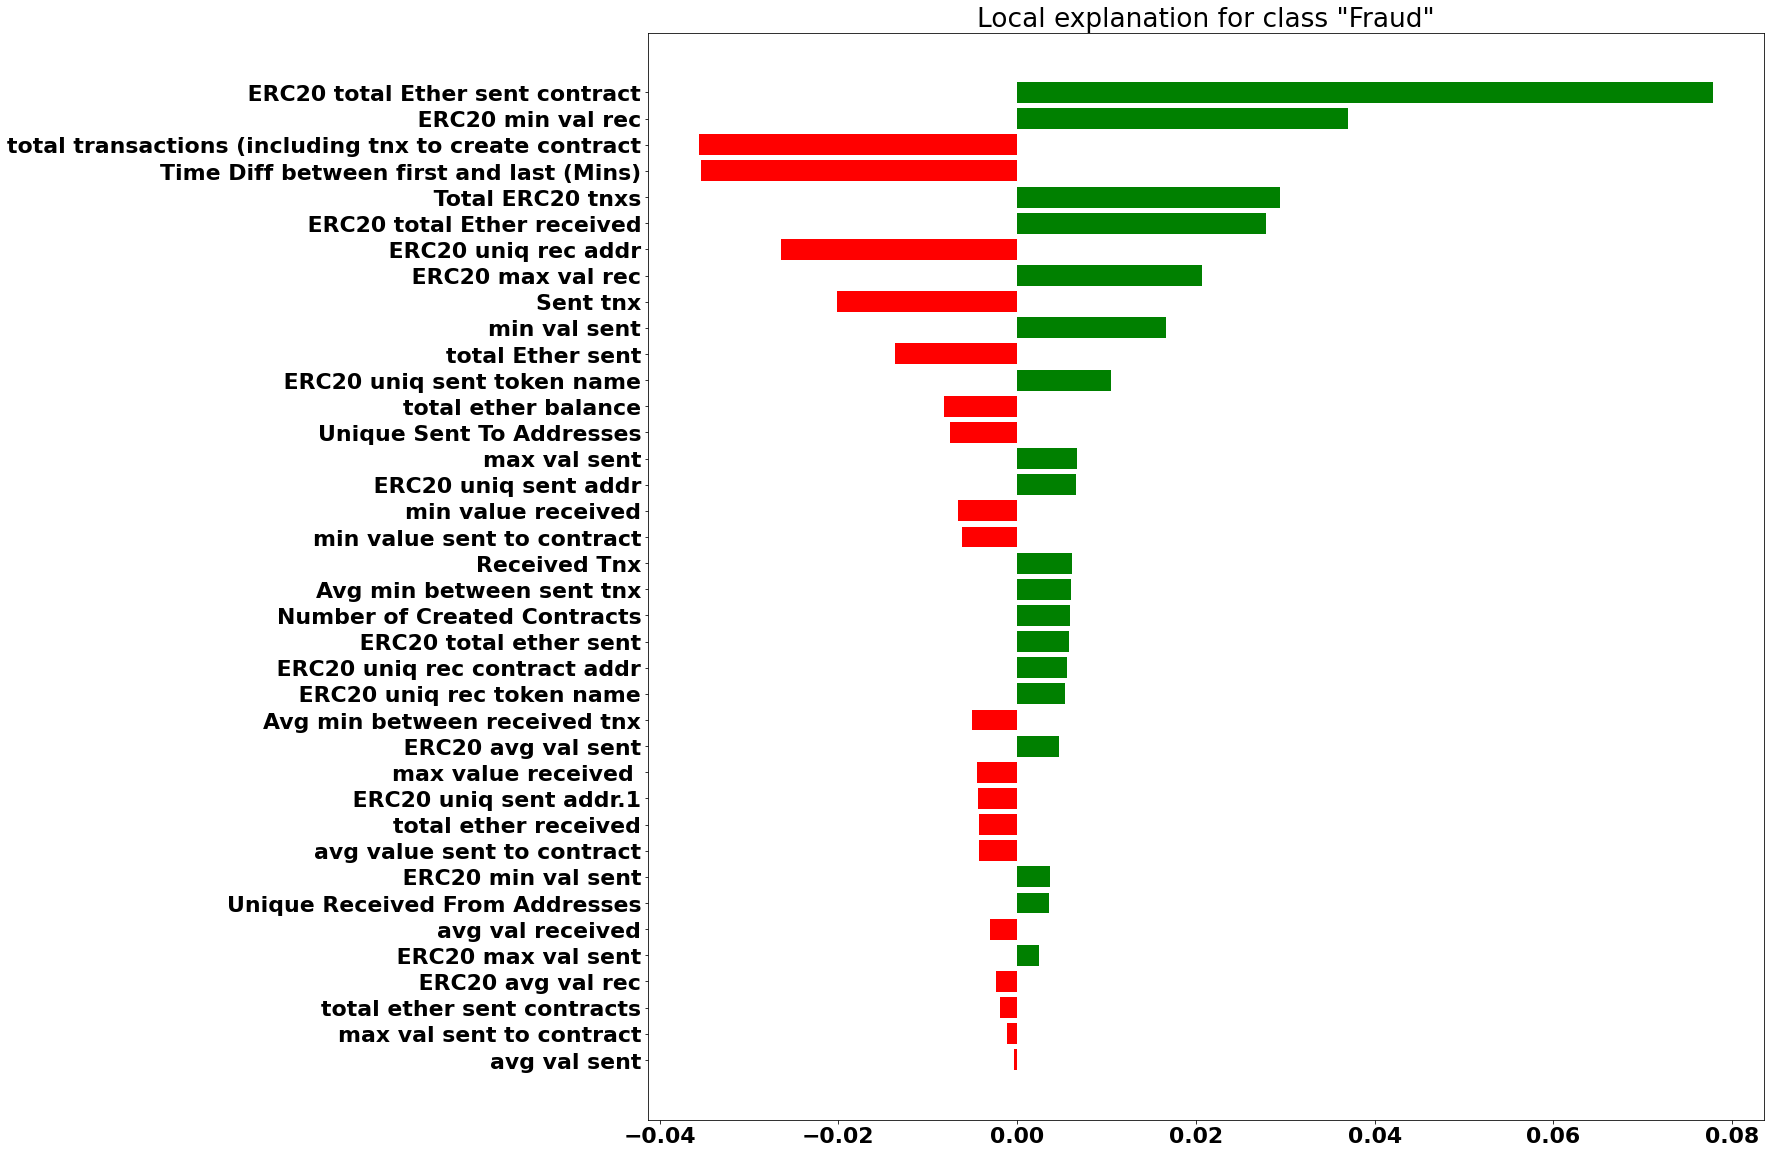 Local explanation for class "Fraud"
ERC20 total Ether sent contract
ERC20 min val rec
total transactions (including tnx to create contract
Time Diff between first and last (Mins)
Total ERC20 tnxs
ERC20 total Ether received
ERC20 uniq rec addr
ERC20 max val rec
Sent tnx
min val sent
total Ether sent
ERC20 uniq sent token name
total ether balance
Unique Sent To Addresses
max val sent
ERC20 uniq sent addr
min value received
min value sent to contract
Received Tnx
Avg min between sent tnx
Number of Created Contracts
ERC20 total ether sent
ERC20 uniq rec contract addr
ERC20 uniq rec token name
Avg min between received tnx
ERC20 avg val sent
max value received
ERC20 uniq sent addr.1
total ether received
avg value sent to contract
ERC20 min val sent
Unique Received From Addresses
avg val received
ERC20 max val sent
ERC20 avg val rec
total ether sent contracts
max val sent to contract
avg val sent
−0.04 −0.02 0.00 0.02 0.04 0.06 0.08